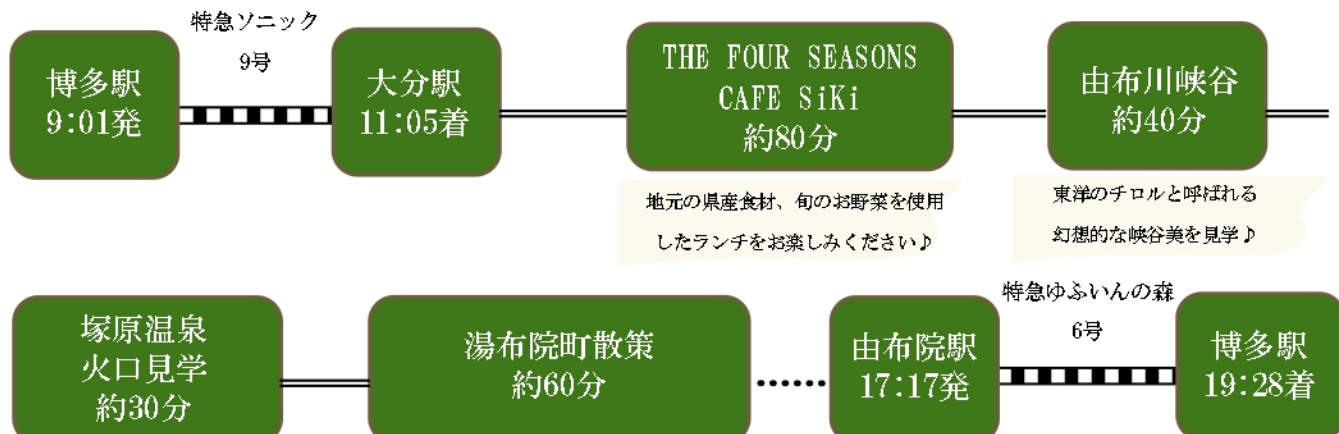 特急ソニック
9号
博多駅
9:01発
大分駅
11:05着
THE FOUR SEASONS
CAFE SiKi
約80分
由布川峡谷
約40分
地元の県産食材、旬のお野菜を使用
したランチをお楽しみください♪
東洋のチロルと呼ばれる
幻想的な峡谷美を見学♪
塚原温泉
火口見学
約30分
湯布院町散策
約60分
由布院駅
17:17発
特急ゆふいんの森
6号
博多駅
19:28着